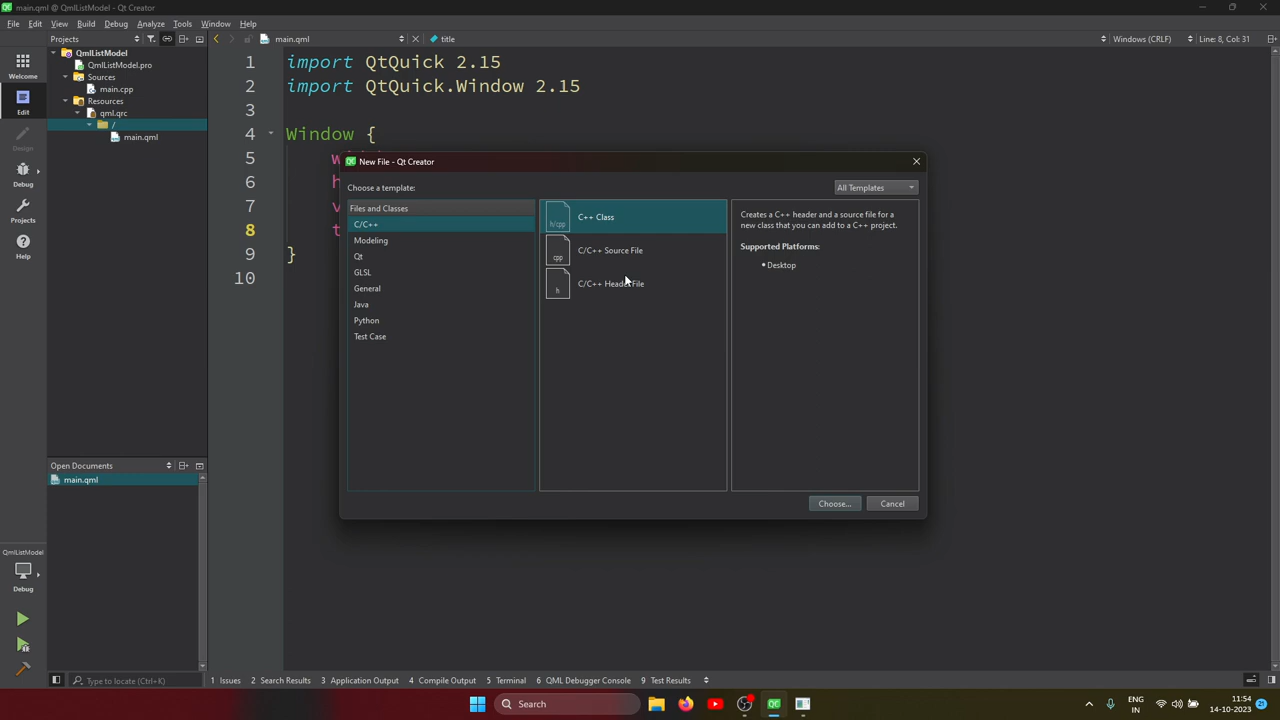 main.qml @ QmlListModel - Qt Creator
File Edit View Build Debug Analyze Tools Window Help
Projects
main.qml
title
Windows (CRLF)
Line: 8, Col: 31
Welcome
Edit
Design
Debug
Projects
Help
QmlListModel
QmlListModel.pro
Sources
main.cpp
Resources
qml.qrc
/
main.qml
1 import QtQuick 2.15
2 import QtQuick.Window 2.15
3
4 Window {
5 w
6 h
7 v
8 t
9 }
10
New File - Qt Creator
Choose a template:
All Templates
Files and Classes
C/C++
Modeling
Qt
GLSL
General
Java
Python
Test Case
h/cpp
C++ Class
cpp
C/C++ Source File
h
C/C++ Header File
Creates a C++ header and a source file for a
new class that you can add to a C++ project.
Supported Platforms:
• Desktop
Choose...
Cancel
Open Documents
main.qml
QmlListModel
Debug
Type to locate (Ctrl+K)
1 Issues 2 Search Results 3 Application Output 4 Compile Output 5 Terminal 6 QML Debugger Console 9 Test Results
Search
QC
ENG
IN
11:54
14-10-2023
21